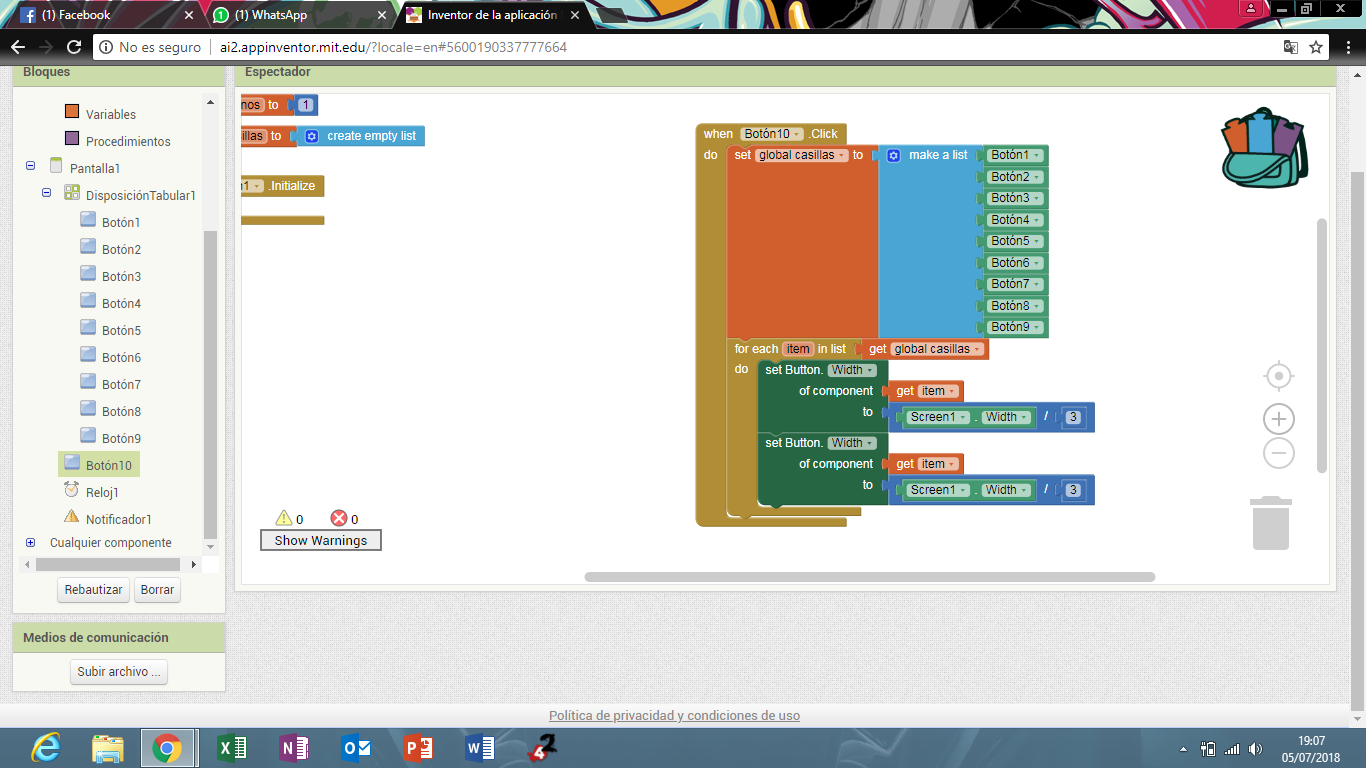 (1) Facebook
(1) WhatsApp
Inventor de la aplicación
No es seguro
ai2.appinventor.mit.edu/?locale=en#5600190337777664
Bloques
Espectador
Variables
Procedimientos
Pantalla1
DisposiciónTabular1
Botón1
Botón2
Botón3
Botón4
Botón5
Botón6
Botón7
Botón8
Botón9
Botón10
Reloj1
Notificador1
Cualquier componente
Rebautizar
Borrar
Medios de comunicación
Subir archivo ...
nos to 1
illas to create empty list
1 .Initialize
when Botón10 .Click
do set global casillas to make a list Botón1
Botón2
Botón3
Botón4
Botón5
Botón6
Botón7
Botón8
Botón9
for each item in list get global casillas
do set Button. Width
of component get item
to Screen1 . Width / 3
set Button. Width
of component get item
to Screen1 . Width / 3
0 0
Show Warnings
Política de privacidad y condiciones de uso
19:07
05/07/2018